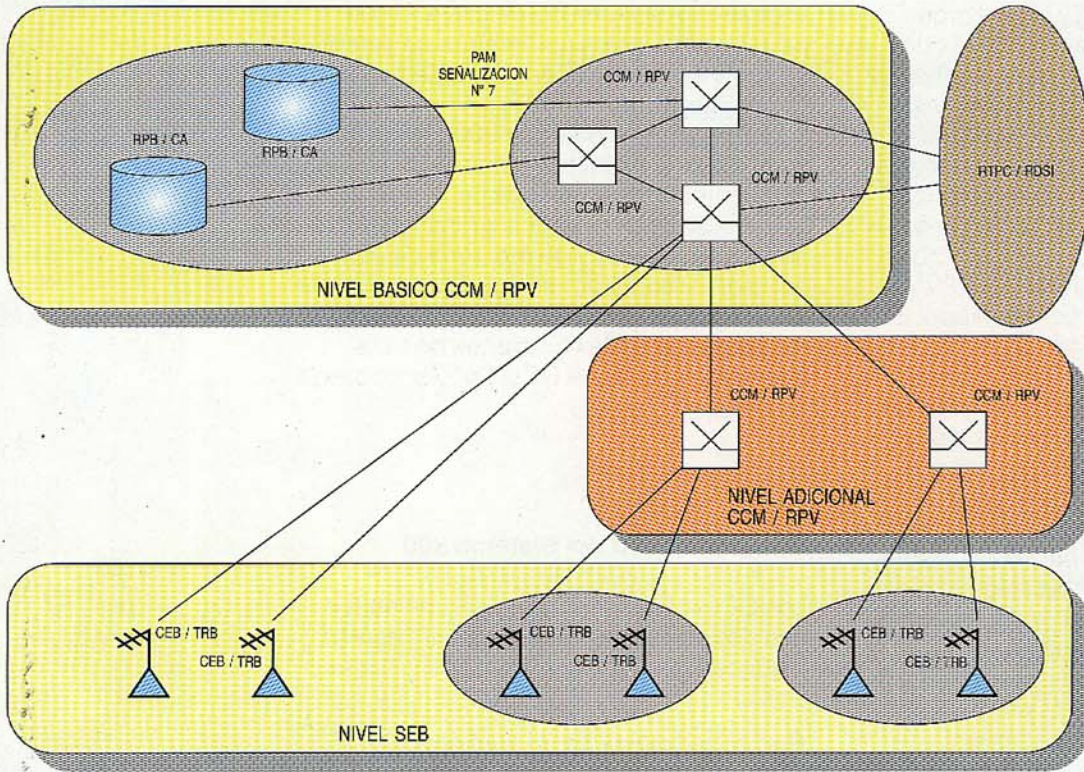 PAM
SEÑALIZACION
N° 7
CCM / RPV
RPB / CA
RPB / CA
CCM / RPV
CCM / RPV
RTPC / RDSI
NIVEL BASICO CCM / RPV
CCM / RPV
CCM / RPV
NIVEL ADICIONAL
CCM / RPV
CEB / TRB
CEB / TRB
CEB / TRB
CEB / TRB
CEB / TRB
CEB / TRB
NIVEL SEB